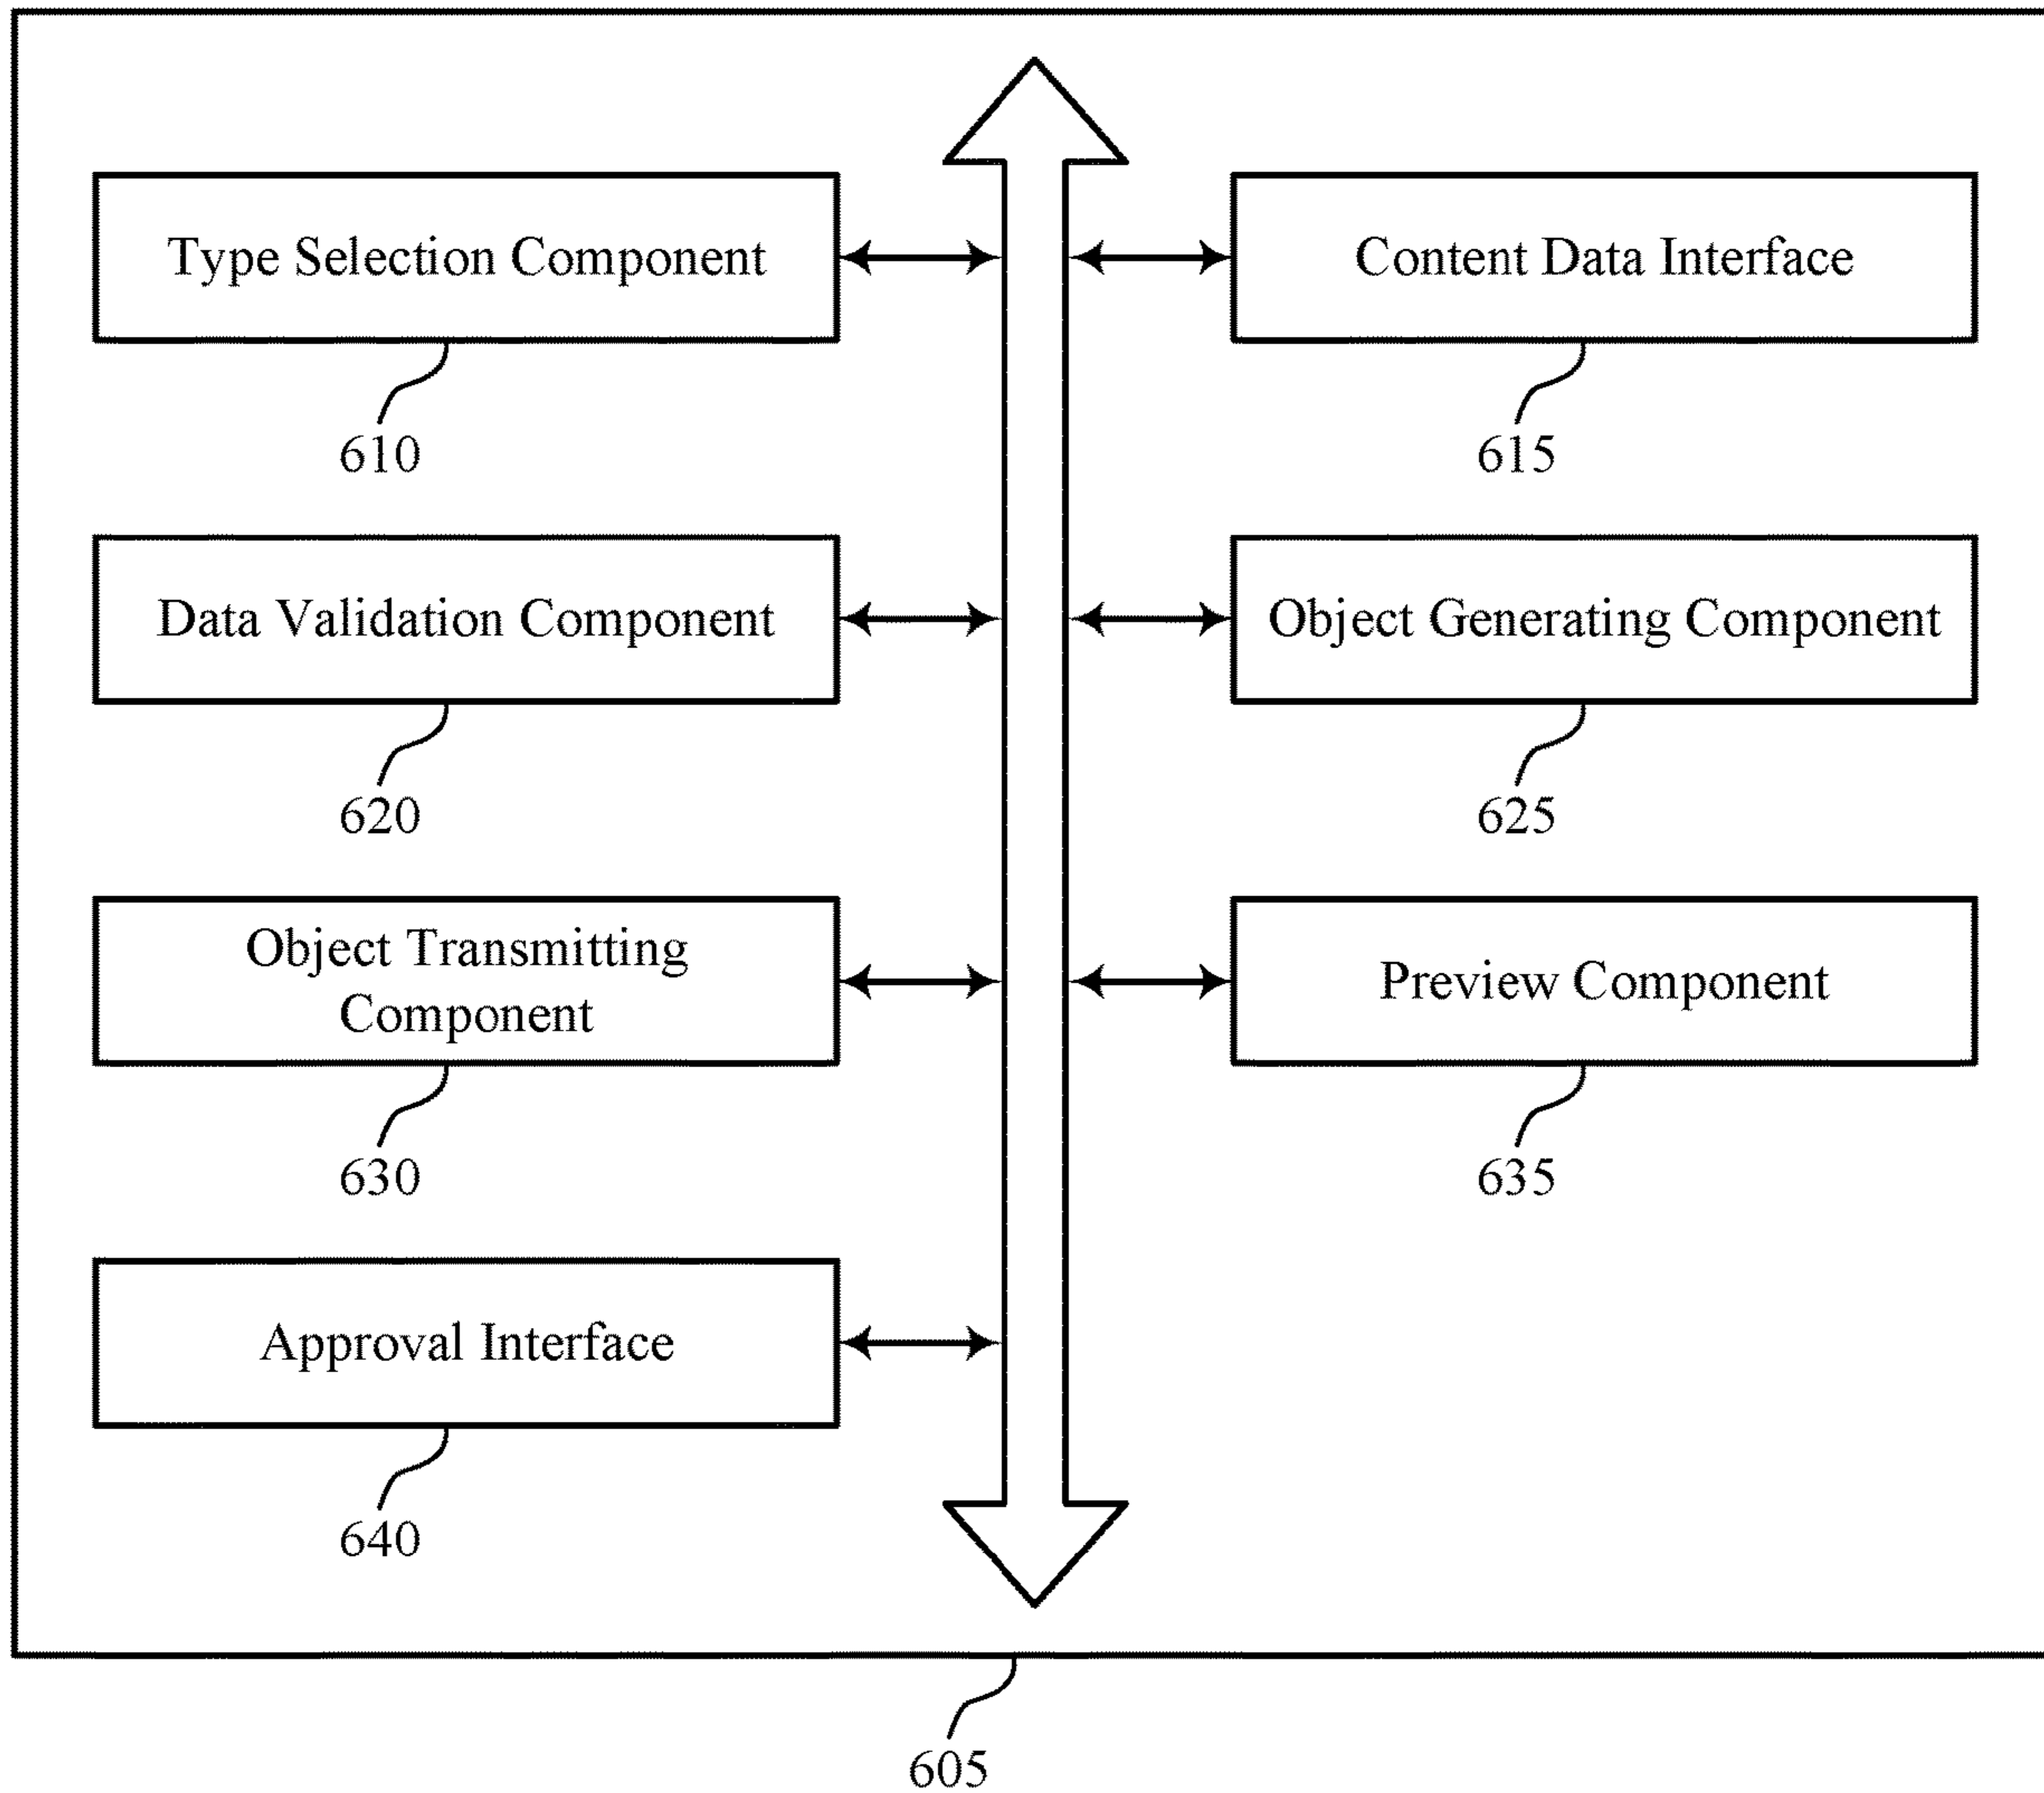 Type Selection Component
Content Data Interface
610
615
Data Validation Component
Object Generating Component
620
625
Object Transmitting
Component
Preview Component
630
635
Approval Interface
640
605